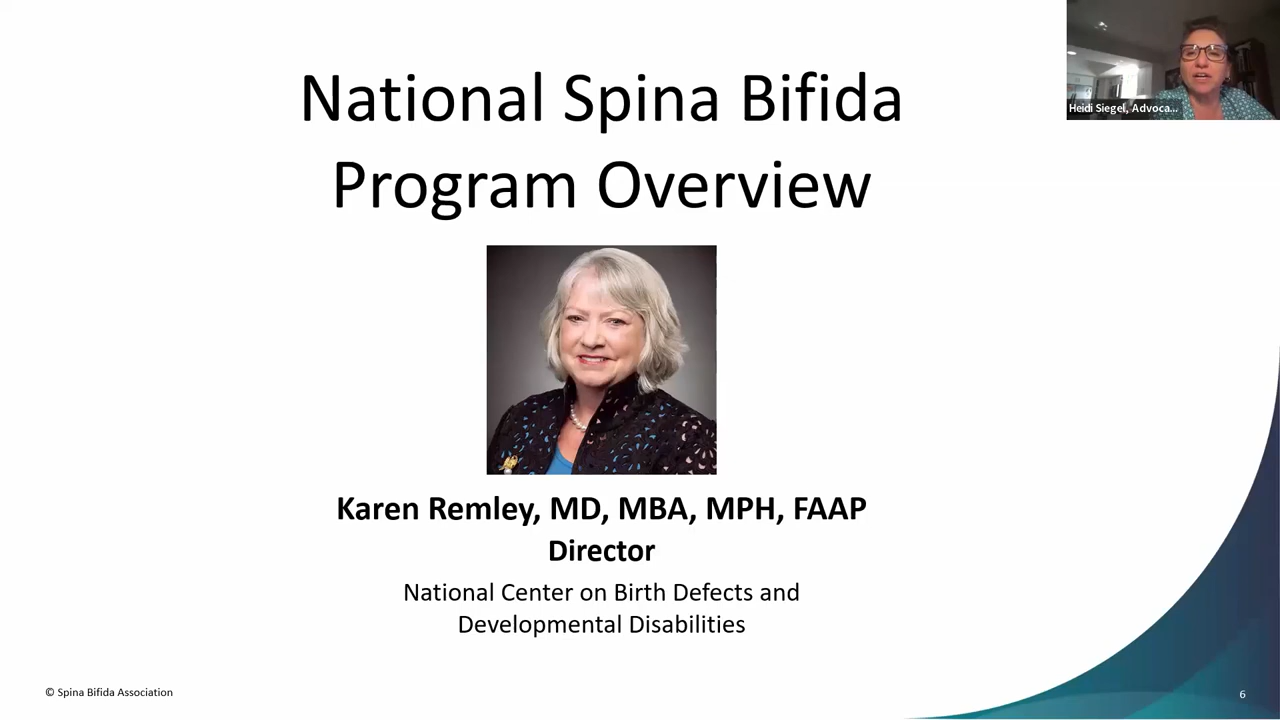 National Spina Bifida
Program Overview
Heidi Siegel, Advoca...
Karen Remley, MD, MBA, MPH, FAAP
Director
National Center on Birth Defects and
Developmental Disabilities
© Spina Bifida Association
6